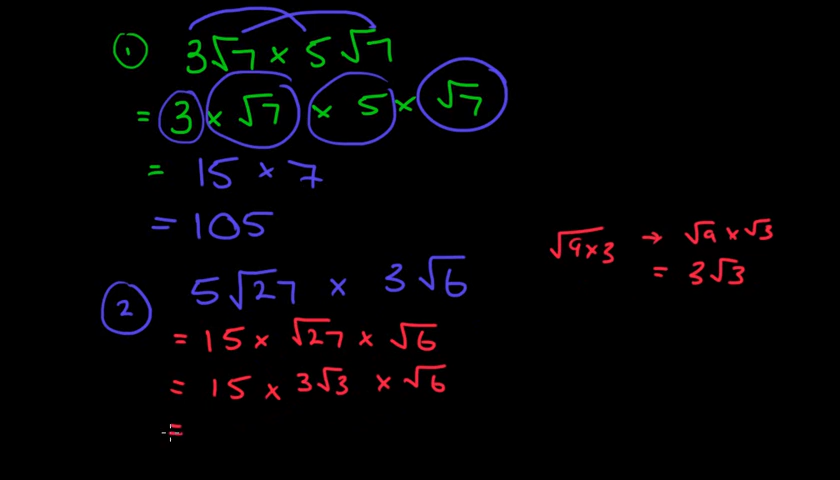 ① 3√7 × 5√7
= 3 × √7 × 5 × √7
= 15 × 7
= 105
② 5√27 × 3√6
= 15 × √27 × √6
= 15 × 3√3 × √6
=
√9×3 → √9 × √3
= 3√3